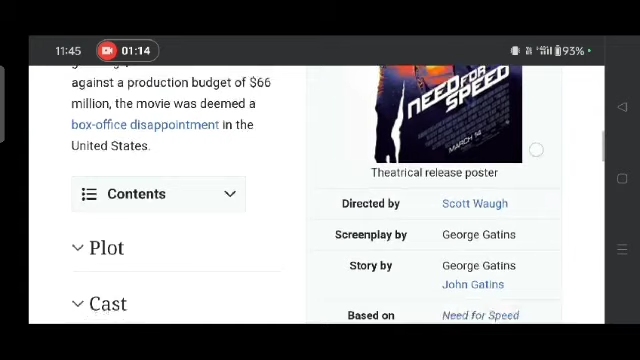 11:45
01:14
93%
against a production budget of $66
million, the movie was deemed a
box-office disappointment in the
United States.
Contents
Plot
Cast
NEED FOR
SPEED
MARCH 14
Theatrical release poster
Directed by Scott Waugh
Screenplay by George Gatins
Story by George Gatins
John Gatins
Based on Need for Speed